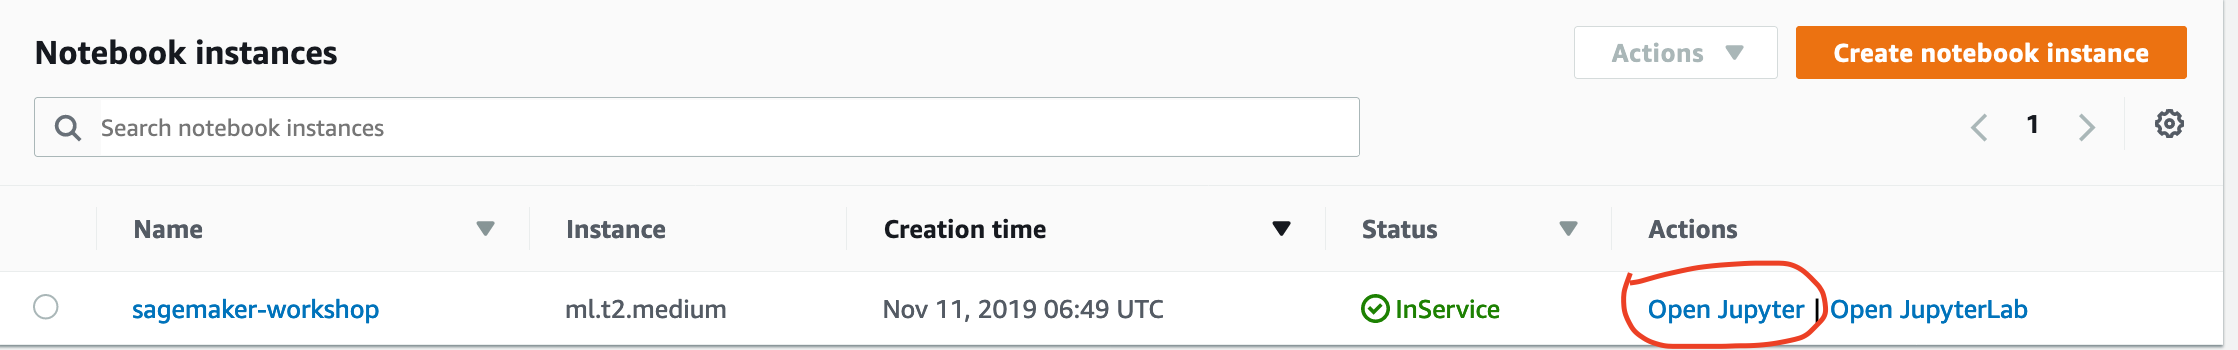 Notebook instances
Actions
Create notebook instance
Search notebook instances
1
Name Instance Creation time Status Actions
sagemaker-workshop ml.t2.medium Nov 11, 2019 06:49 UTC InService Open Jupyter | Open JupyterLab